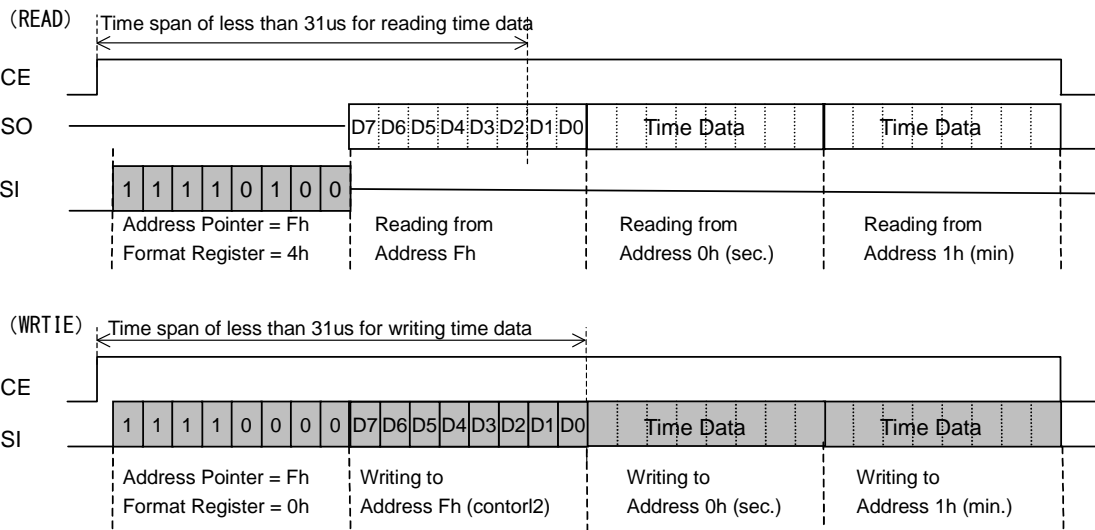 (READ) Time span of less than 31us for reading time data
CE
SO D7 D6 D5 D4 D3 D2 D1 D0 Time Data Time Data
SI 1 1 1 1 0 1 0 0
Address Pointer = Fh Reading from Reading from Reading from
Format Register = 4h Address Fh Address 0h (sec.) Address 1h (min)
(WRTIE) Time span of less than 31us for writing time data
CE
SI 1 1 1 1 0 0 0 0 D7 D6 D5 D4 D3 D2 D1 D0 Time Data Time Data
Address Pointer = Fh Writing to Writing to Writing to
Format Register = 0h Address Fh (contorl2) Address 0h (sec.) Address 1h (min.)